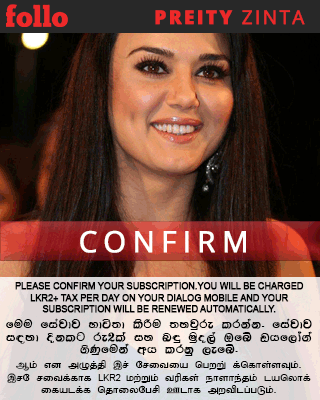 follo
PREITY ZINTA
CONFIRM
PLEASE CONFIRM YOUR SUBSCRIPTION.YOU WILL BE CHARGED
LKR2+ TAX PER DAY ON YOUR DIALOG MOBILE AND YOUR
SUBSCRIPTION WILL BE RENEWED AUTOMATICALLY.
මෙම සේවාව භාවිතා කිරීම තහවුරු කරන්න. සේවාව
සඳහා දිනකට රු2ක් සහ බදු මුදල් ඔබේ ඩයලොග්
ගිණුමෙන් අය කරනු ලැබේ.
ஆம் என அழுத்தி இச் சேவையை பெற்றுக்கொள்ளவும்.
இச்சேவைக்காக LKR2 மற்றும் வரிகள் நாளாந்தம் டயலொக்
கையடக்க தொலைபேசி ஊடாக அறவிடப்படும்.